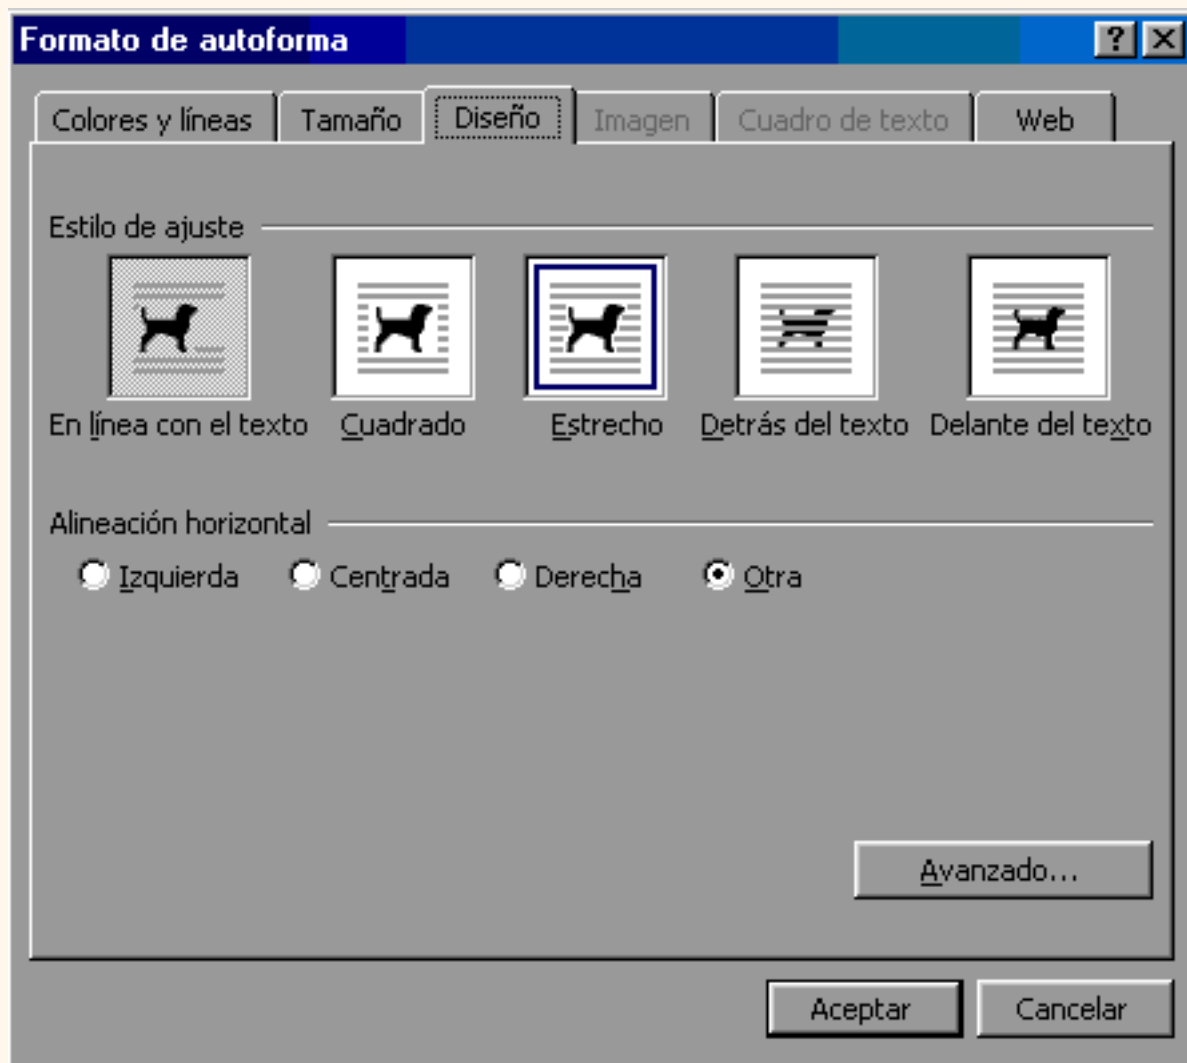 Formato de autoforma
Colores y líneas Tamaño Diseño Imagen Cuadro de texto Web
Estilo de ajuste
En línea con el texto Cuadrado Estrecho Detrás del texto Delante del texto
Alineación horizontal
Izquierda Centrada Derecha Otra
Avanzado...
Aceptar Cancelar